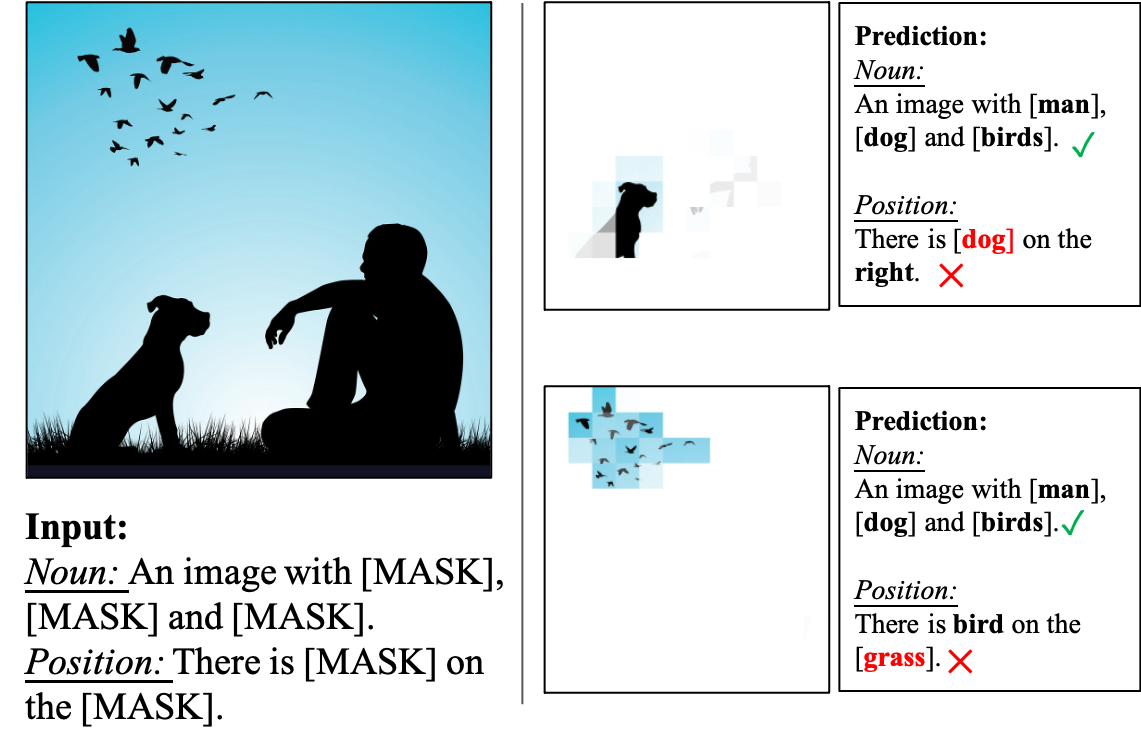 Input:
Noun: An image with [MASK],
[MASK] and [MASK].
Position: There is [MASK] on
the [MASK].
Prediction:
Noun:
An image with [man],
[dog] and [birds]. ✓
Position:
There is [dog] on the
right. ✕
Prediction:
Noun:
An image with [man],
[dog] and [birds]. ✓
Position:
There is bird on the
[grass]. ✕